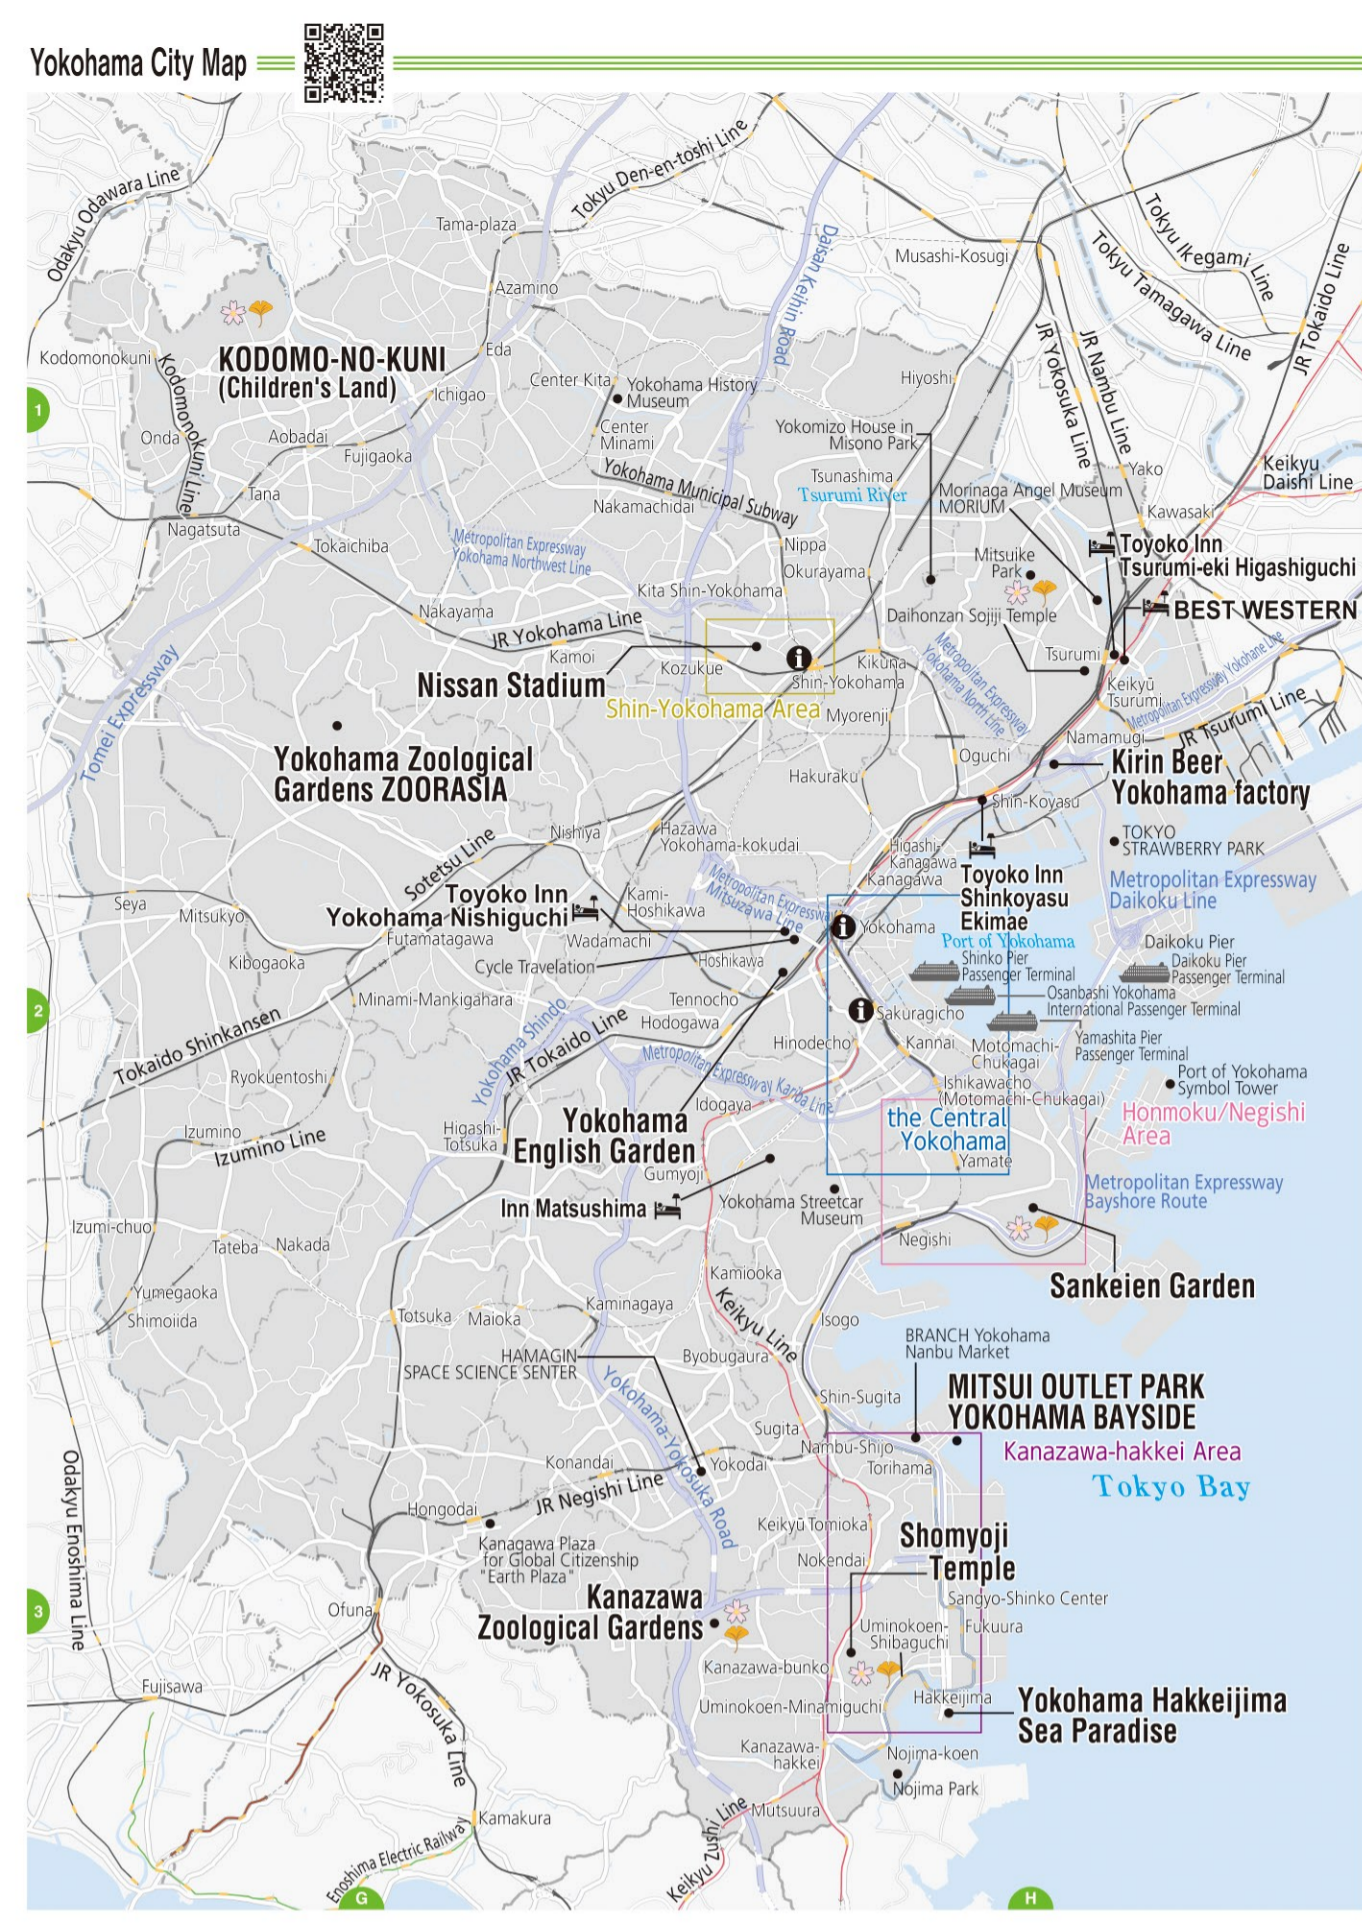 Yokohama City Map
Odakyu Odawara Line
Tokyu Den-en-toshi Line
Tama-plaza
Daisan Keihin Road
Musashi-Kosugi
Tokyu Ikegami Line
Tokyu Tamagawa Line
JR Tokaido Line
Azamino
JR Yokosuka Line
JR Nambu Line
Kodomonokuni
KODOMO-NO-KUNI
(Children's Land)
Eda
Kodomonokuni Line
Center Kita
Yokohama History
Museum
Hiyoshi
Ichigao
1
Onda
Aobadai
Fujigaoka
Center
Minami
Yokomizo House in
Misono Park
Yokohama Municipal Subway
Tsunashima
Tsurumi River
Yako
Keikyu
Daishi Line
Tana
Nakamachidai
Morinaga Angel Museum
MORIUM
Kawasaki
Nagatsuta
Tokaichiba
Metropolitan Expressway
Yokohama Northwest Line
Nippa
Okurayama
Mitsuike
Park
Toyoko Inn
Tsurumi-eki Higashiguchi
Kita Shin-Yokohama
Nakayama
JR Yokohama Line
Daihonzan Sojiji Temple
BEST WESTERN
Kamoi
Kozukue
Kikuna
Tsurumi
Metropolitan Expressway
Yokohama North Line
Metropolitan Expressway Yokohane Line
Tomei Expressway
Nissan Stadium
Shin-Yokohama
Keikyū
Tsurumi
JR Tsurumi Line
Shin-Yokohama Area
Myorenji
Namamugi
Yokohama Zoological
Gardens ZOORASIA
Oguchi
Hakuraku
Kirin Beer
Yokohama factory
Shin-Koyasu
Sotetsu Line
Nishiya
Hazawa
Yokohama-kokudai
Higashi-
Kanagawa
Kanagawa
TOKYO
STRAWBERRY PARK
Metropolitan Expressway
Mitsuzawa Line
Toyoko Inn
Shinkoyasu
Ekimae
Metropolitan Expressway
Daikoku Line
Toyoko Inn
Yokohama Nishiguchi
Kami-
Hoshikawa
Seya
Mitsukyo
Futamatagawa
Wadamachi
Yokohama
Port of Yokohama
Daikoku Pier
Kibogaoka
Cycle Travelation
Hoshikawa
Shinko Pier
Passenger Terminal
Daikoku Pier
Passenger Terminal
Minami-Mankigahara
Tennocho
Osanbashi Yokohama
International Passenger Terminal
2
Tokaido Shinkansen
Yokohama Shindo
JR Tokaido Line
Hodogawa
Sakuragicho
Hinodecho
Kannai
Motomachi-
Chukagai
Yamashita Pier
Passenger Terminal
Ryokuentoshi
Metropolitan Expressway Kariba Line
Ishikawacho
(Motomachi-Chukagai)
Port of Yokohama
Symbol Tower
Idogaya
the Central
Yokohama
Honmoku/Negishi
Area
Izumino
Izumino Line
Higashi-
Totsuka
Yokohama
English Garden
Gumyoji
Yamate
Metropolitan Expressway
Bayshore Route
Inn Matsushima
Yokohama Streetcar
Museum
Izumi-chuo
Tateba
Nakada
Negishi
Kamiooka
Sankeien Garden
Yumegaoka
Shimoiida
Totsuka
Maioka
Kaminagaya
Keikyu Line
Isogo
HAMAGIN
SPACE SCIENCE SENTER
Byobugaura
BRANCH Yokohama
Nanbu Market
Yokohama-Yokosuka Road
Shin-Sugita
MITSUI OUTLET PARK
YOKOHAMA BAYSIDE
Sugita
Nambu-Shijo
Torihama
Kanazawa-hakkei Area
Tokyo Bay
Odakyu Enoshima Line
Konandai
JR Negishi Line
Yokodai
Hongodai
Keikyū Tomioka
Shomyoji
Temple
Kanagawa Plaza
for Global Citizenship
"Earth Plaza"
Nokendai
3
Ofuna
Kanazawa
Zoological Gardens
Sangyo-Shinko Center
Uminokoen-
Shibaguchi
Fukuura
JR Yokosuka Line
Kanazawa-bunko
Fujisawa
Uminokoen-Minamiguchi
Hakkeijima
Yokohama Hakkeijima
Sea Paradise
Kanazawa-
hakkei
Nojima-koen
Nojima Park
Kamakura
Mutsuura
Enoshima Electric Railway
Keikyu Zushi Line
G
H